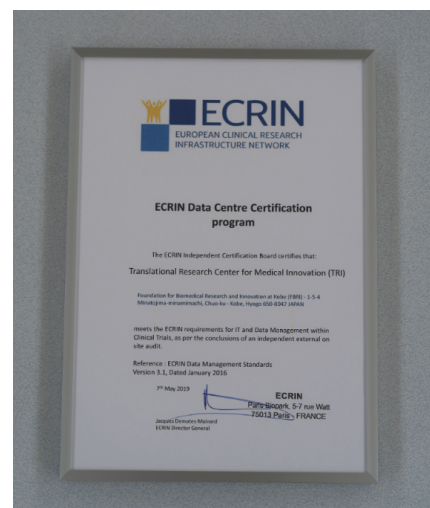 ECRIN
EUROPEAN CLINICAL RESEARCH
INFRASTRUCTURE NETWORK
ECRIN Data Centre Certification
program
The ECRIN Independent Certification Board certifies that:
Translational Research Center for Medical Innovation (TRI)
Foundation for Biomedical Research and Innovation at Kobe (FBRI) - 1-5-4
Minatojima-minamimachi, Chuo-ku - Kobe, Hyogo 650-0047 JAPAN
meets the ECRIN requirements for IT and Data Management within
Clinical Trials, as per the conclusions of an independent external on
site audit.
Reference : ECRIN Data Management Standards
Version 3.1, Dated January 2016
7th May 2019
ECRIN
Paris Biopark, 5-7 rue Watt
75013 Paris - FRANCE
Jacques Demotes-Mainard
ECRIN Director General